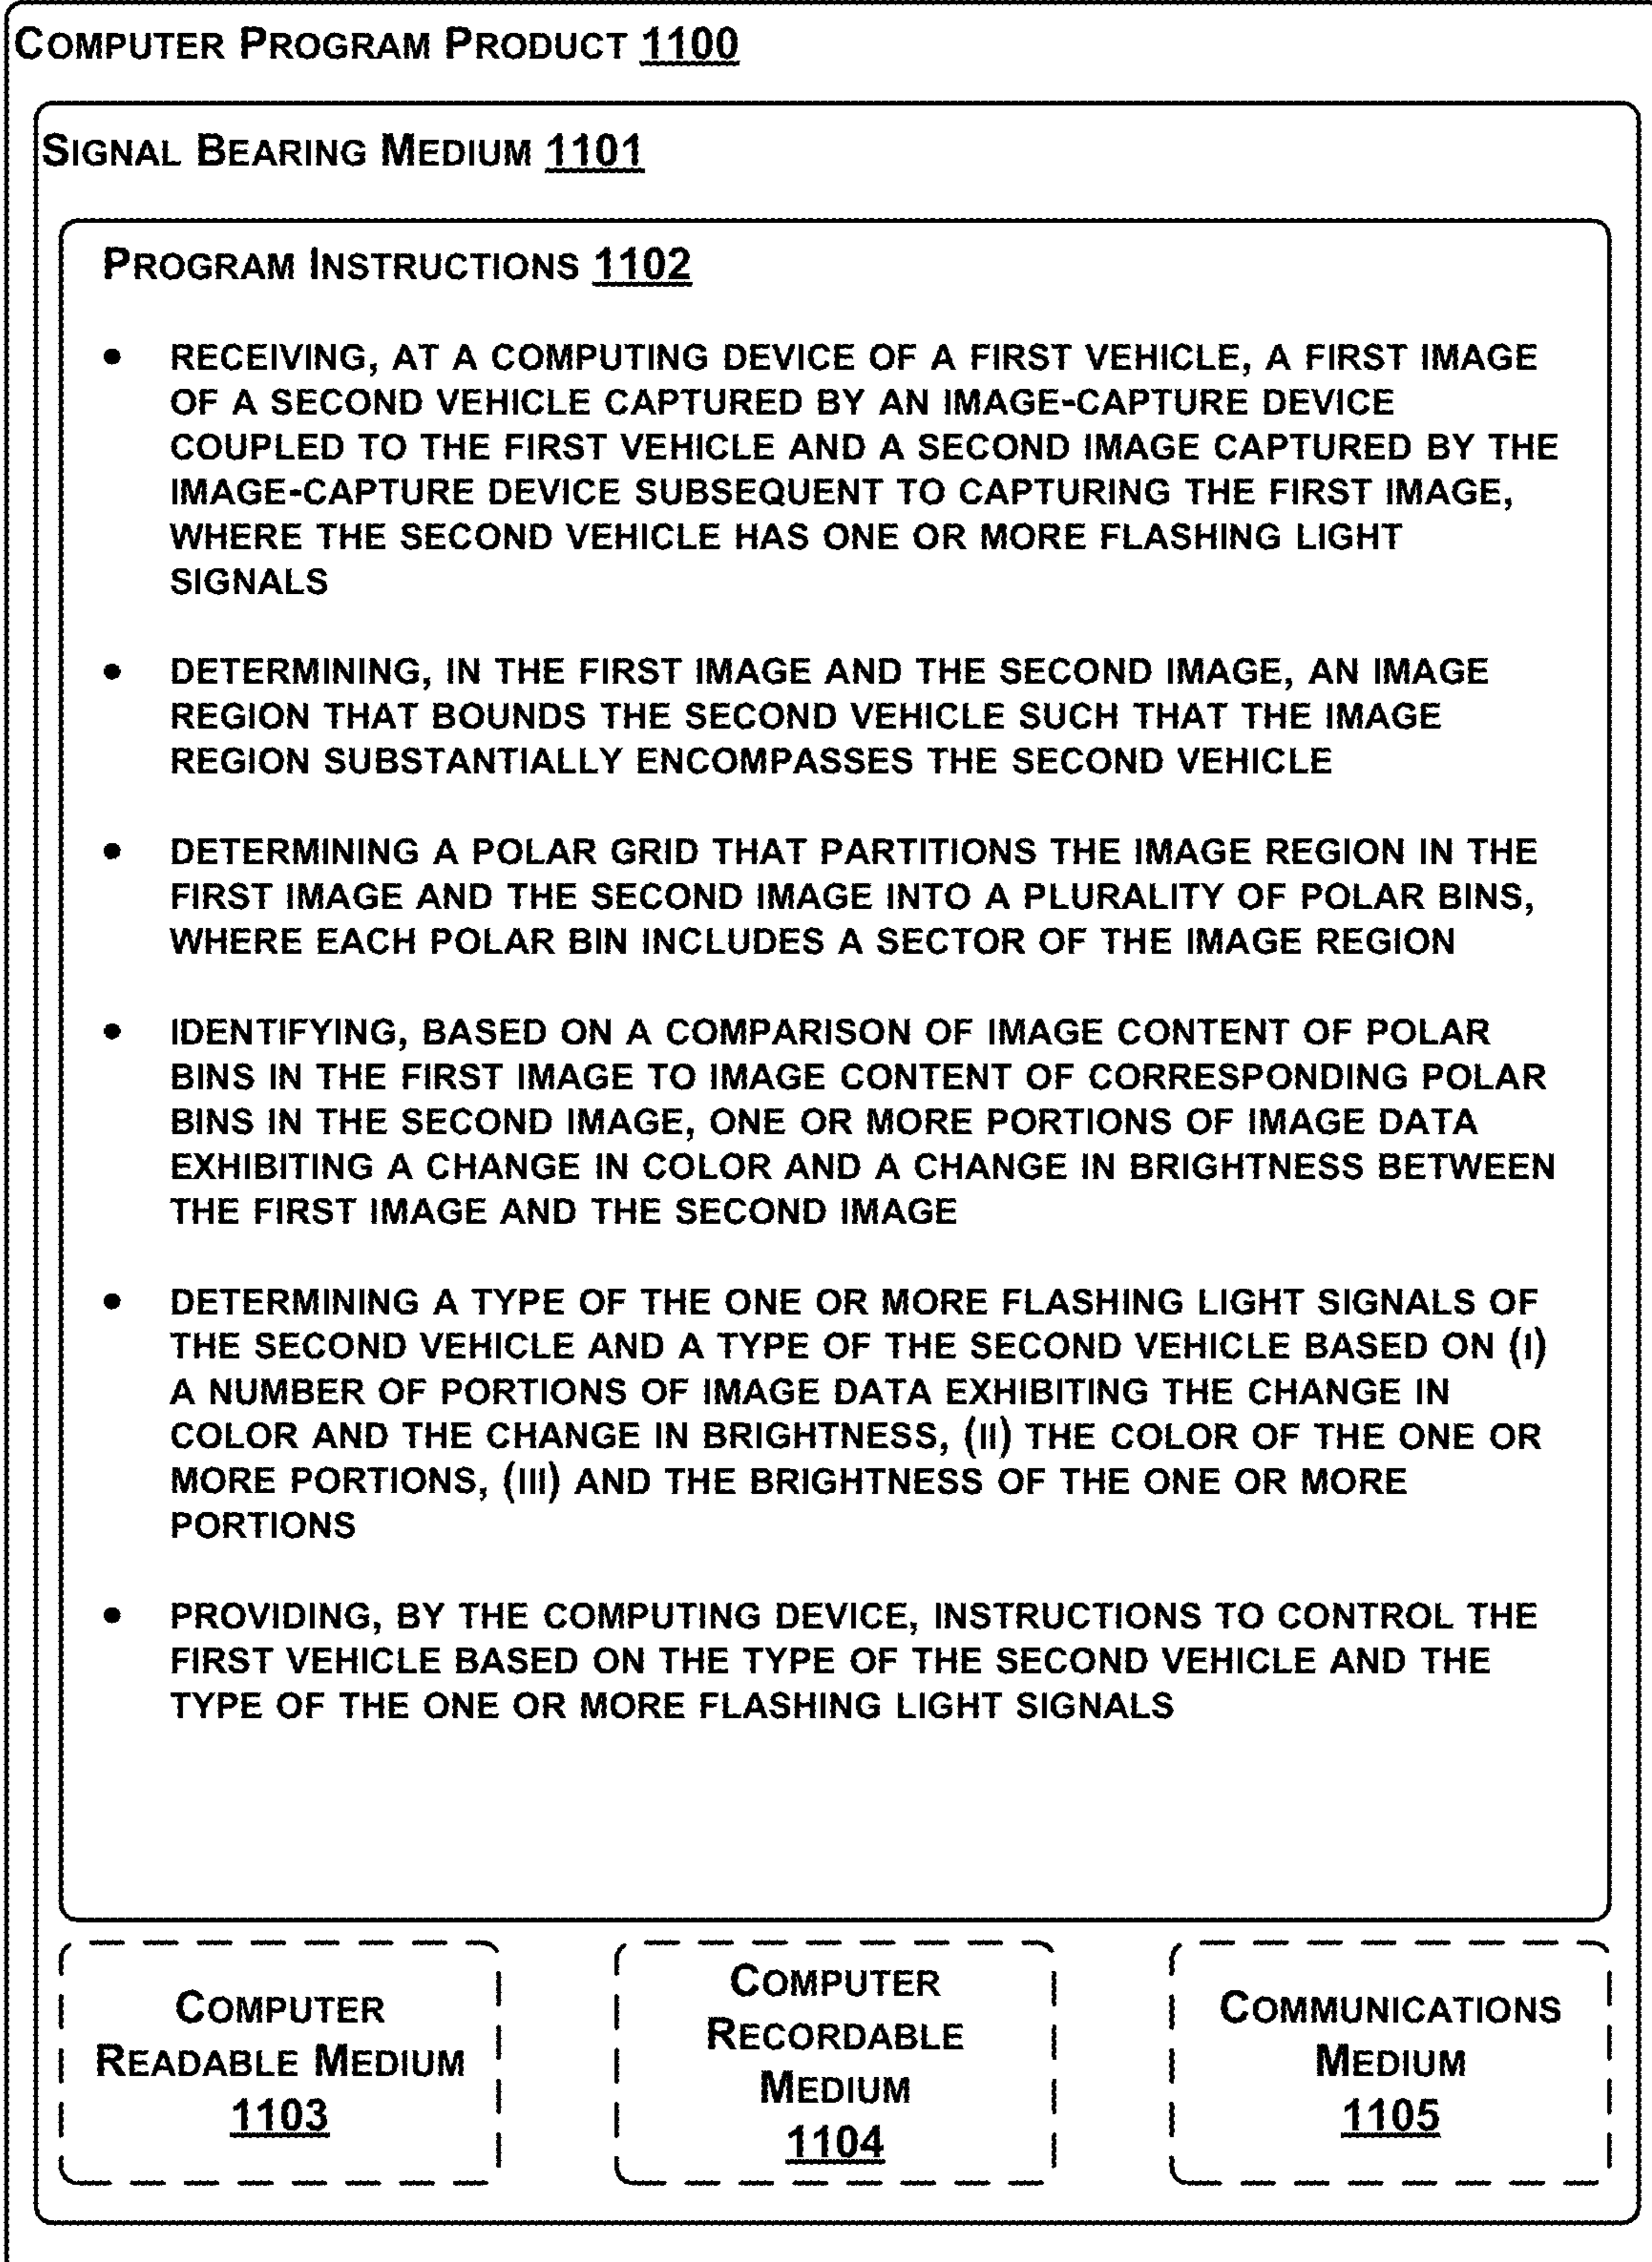 COMPUTER PROGRAM PRODUCT 1100
SIGNAL BEARING MEDIUM 1101
PROGRAM INSTRUCTIONS 1102
• RECEIVING, AT A COMPUTING DEVICE OF A FIRST VEHICLE, A FIRST IMAGE
OF A SECOND VEHICLE CAPTURED BY AN IMAGE-CAPTURE DEVICE
COUPLED TO THE FIRST VEHICLE AND A SECOND IMAGE CAPTURED BY THE
IMAGE-CAPTURE DEVICE SUBSEQUENT TO CAPTURING THE FIRST IMAGE,
WHERE THE SECOND VEHICLE HAS ONE OR MORE FLASHING LIGHT
SIGNALS
• DETERMINING, IN THE FIRST IMAGE AND THE SECOND IMAGE, AN IMAGE
REGION THAT BOUNDS THE SECOND VEHICLE SUCH THAT THE IMAGE
REGION SUBSTANTIALLY ENCOMPASSES THE SECOND VEHICLE
• DETERMINING A POLAR GRID THAT PARTITIONS THE IMAGE REGION IN THE
FIRST IMAGE AND THE SECOND IMAGE INTO A PLURALITY OF POLAR BINS,
WHERE EACH POLAR BIN INCLUDES A SECTOR OF THE IMAGE REGION
• IDENTIFYING, BASED ON A COMPARISON OF IMAGE CONTENT OF POLAR
BINS IN THE FIRST IMAGE TO IMAGE CONTENT OF CORRESPONDING POLAR
BINS IN THE SECOND IMAGE, ONE OR MORE PORTIONS OF IMAGE DATA
EXHIBITING A CHANGE IN COLOR AND A CHANGE IN BRIGHTNESS BETWEEN
THE FIRST IMAGE AND THE SECOND IMAGE
• DETERMINING A TYPE OF THE ONE OR MORE FLASHING LIGHT SIGNALS OF
THE SECOND VEHICLE AND A TYPE OF THE SECOND VEHICLE BASED ON (I)
A NUMBER OF PORTIONS OF IMAGE DATA EXHIBITING THE CHANGE IN
COLOR AND THE CHANGE IN BRIGHTNESS, (II) THE COLOR OF THE ONE OR
MORE PORTIONS, (III) AND THE BRIGHTNESS OF THE ONE OR MORE
PORTIONS
• PROVIDING, BY THE COMPUTING DEVICE, INSTRUCTIONS TO CONTROL THE
FIRST VEHICLE BASED ON THE TYPE OF THE SECOND VEHICLE AND THE
TYPE OF THE ONE OR MORE FLASHING LIGHT SIGNALS
COMPUTER
READABLE MEDIUM
1103
COMPUTER
RECORDABLE
MEDIUM
1104
COMMUNICATIONS
MEDIUM
1105